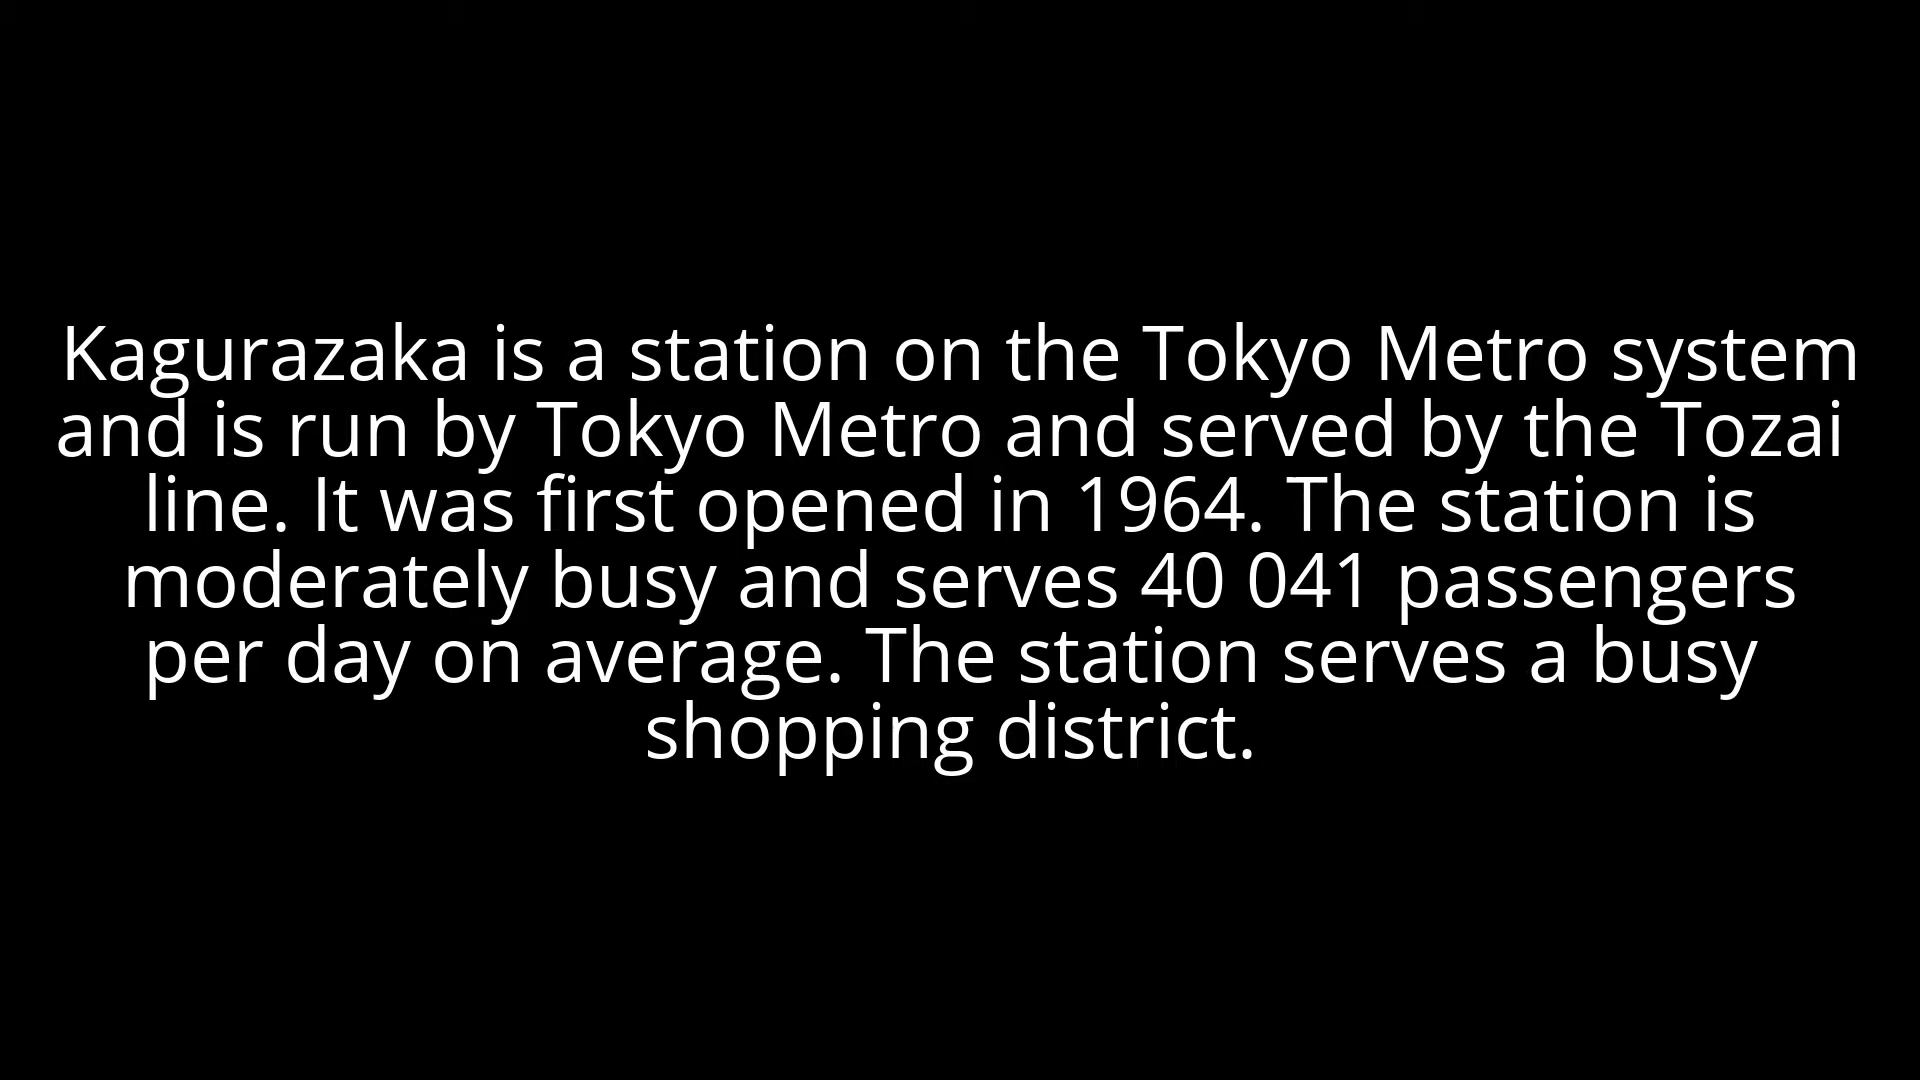 Kagurazaka is a station on the Tokyo Metro system
and is run by Tokyo Metro and served by the Tozai
line. It was first opened in 1964. The station is
moderately busy and serves 40 041 passengers
per day on average. The station serves a busy
shopping district.